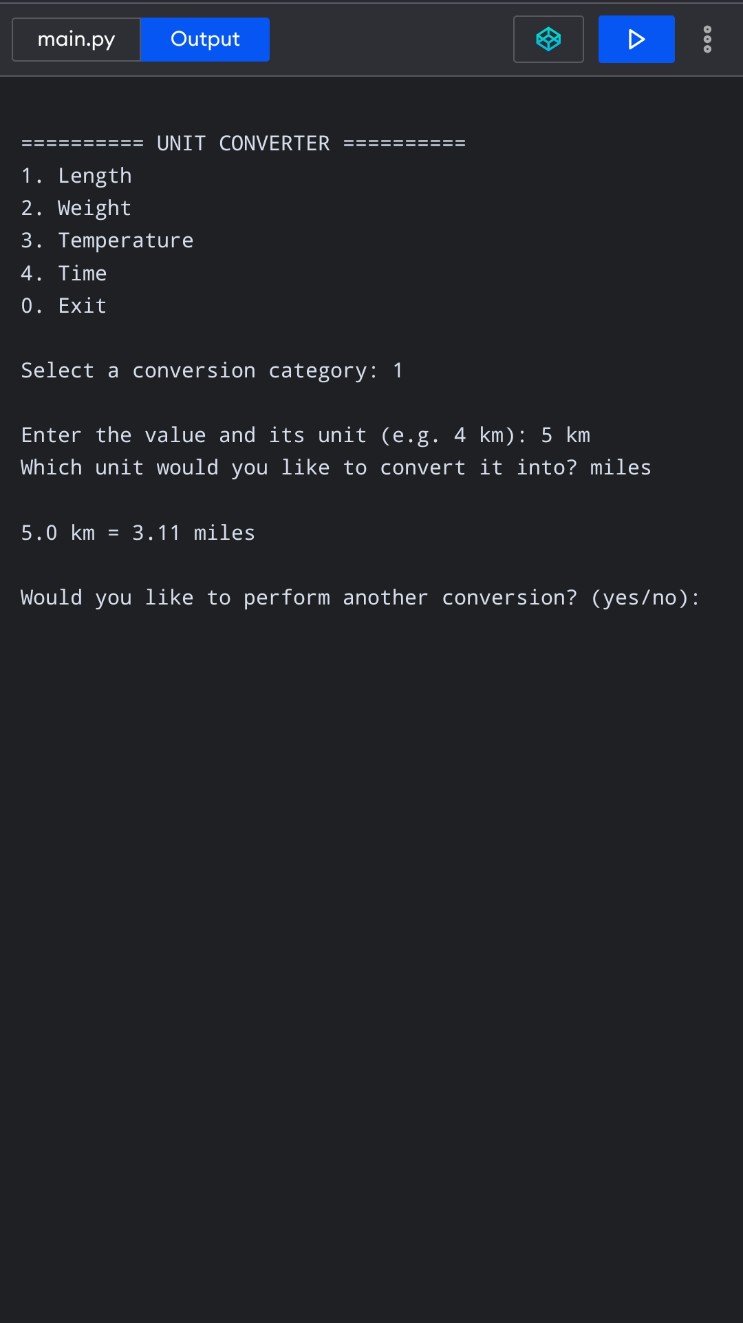 main.py Output
========== UNIT CONVERTER ==========
1. Length
2. Weight
3. Temperature
4. Time
0. Exit
Select a conversion category: 1
Enter the value and its unit (e.g. 4 km): 5 km
Which unit would you like to convert it into? miles
5.0 km = 3.11 miles
Would you like to perform another conversion? (yes/no):